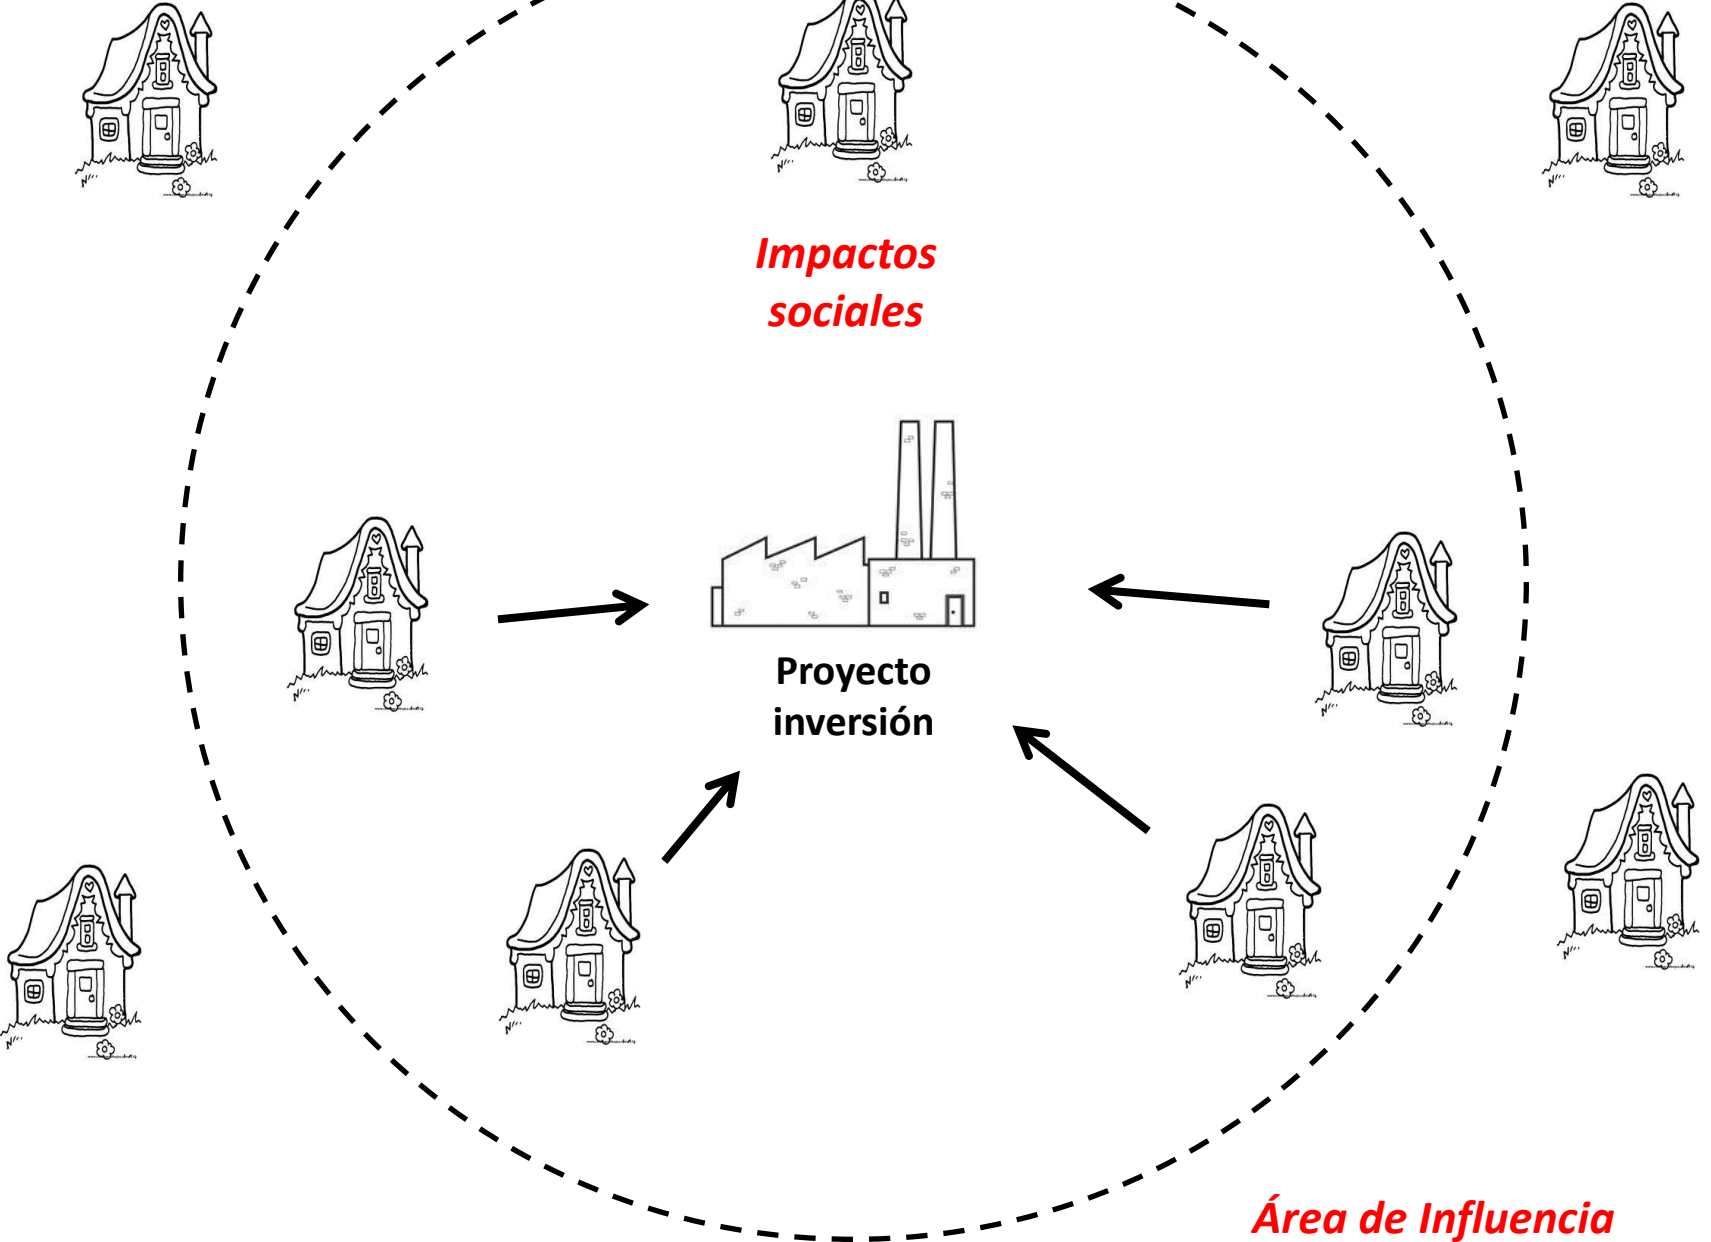 Impactos
sociales
Proyecto
inversión
Área de Influencia